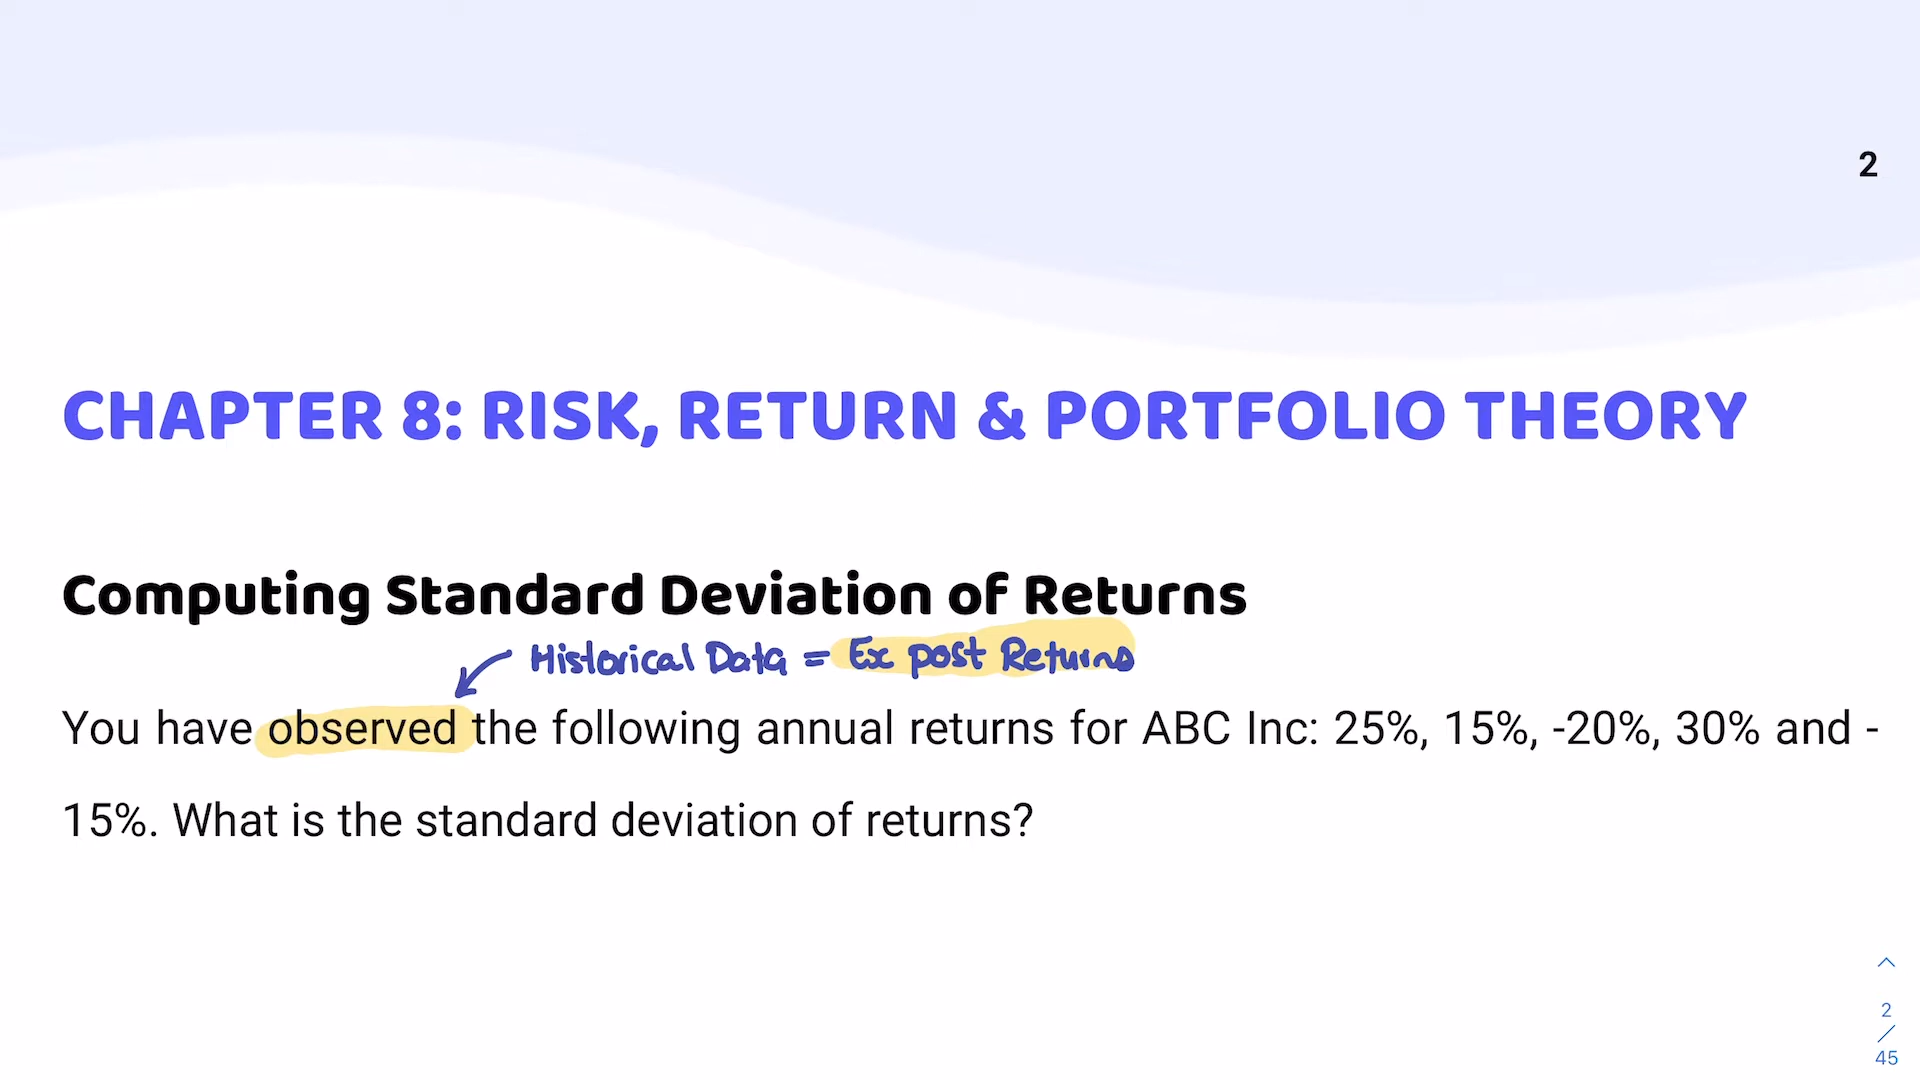 2
CHAPTER 8: RISK, RETURN & PORTFOLIO THEORY
Computing Standard Deviation of Returns
Historical Data = Ex post Returns
You have observed the following annual returns for ABC Inc: 25%, 15%, -20%, 30% and -
15%. What is the standard deviation of returns?
2
/
45